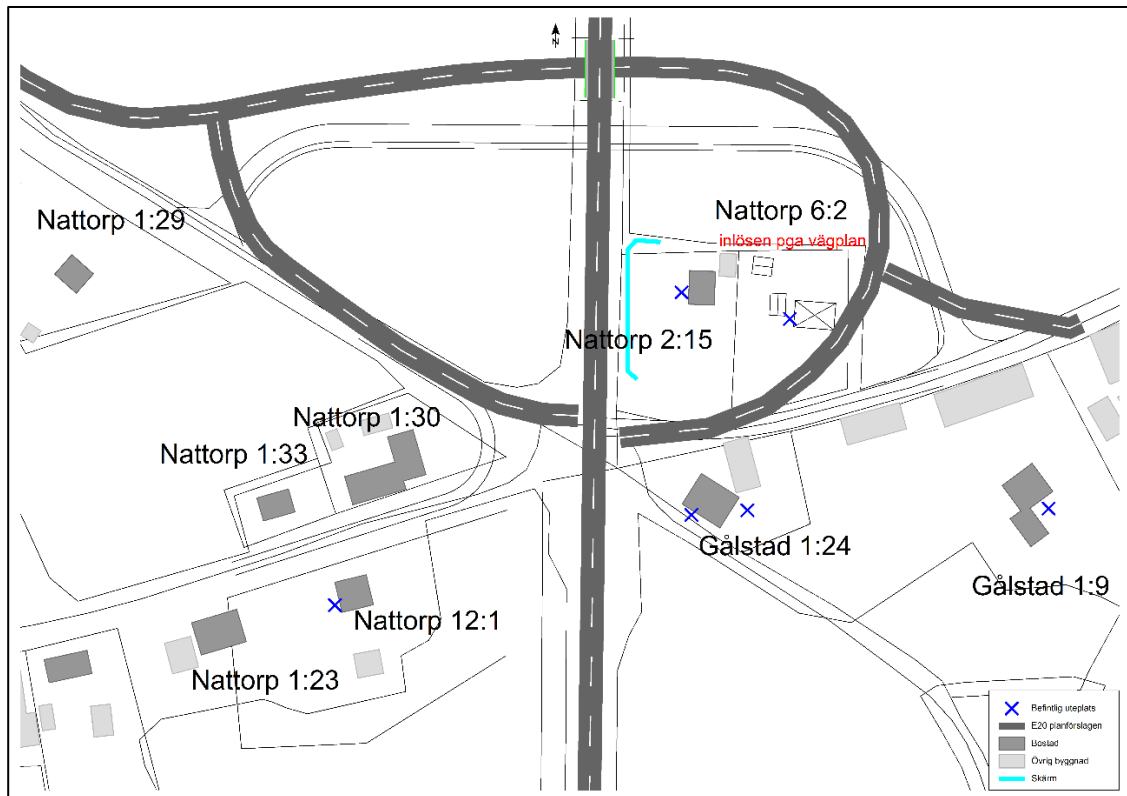 N
Nattorp 1:29
Nattorp 6:2
inlösen pga vägplan
Nattorp 2:15
Nattorp 1:30
Nattorp 1:33
Gålstad 1:24
Gålstad 1:9
Nattorp 12:1
Nattorp 1:23
Befintlig uteplats
E20 planförslagen
Bostad
Övrig byggnad
Skärm